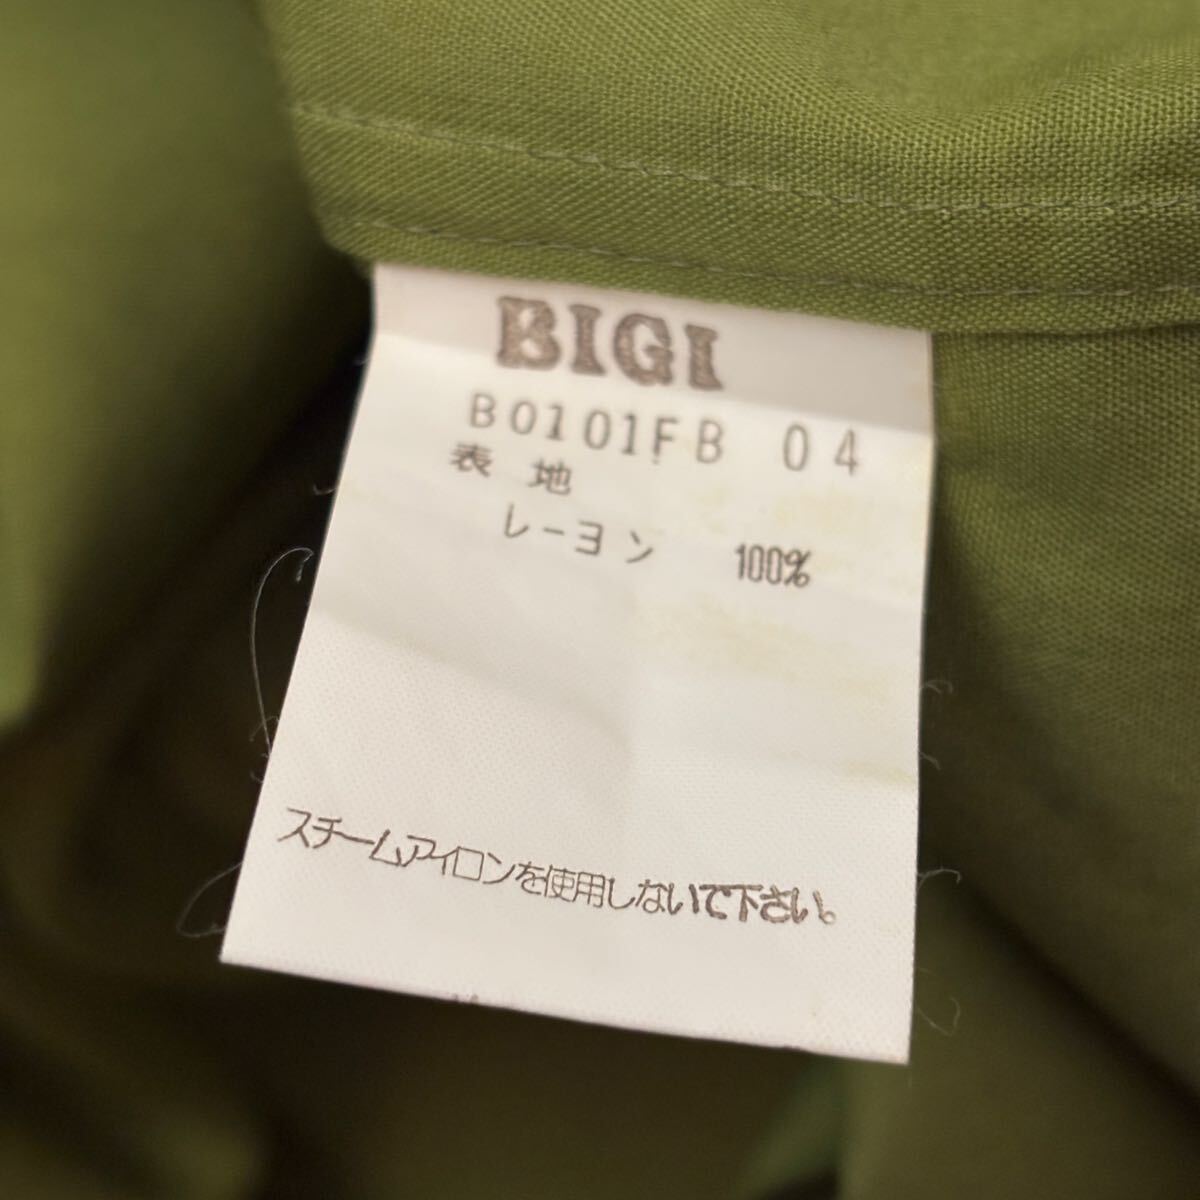 BIGI
B0101FB 04
表地
レーヨン 100%
スチームアイロンを使用しないで下さい。